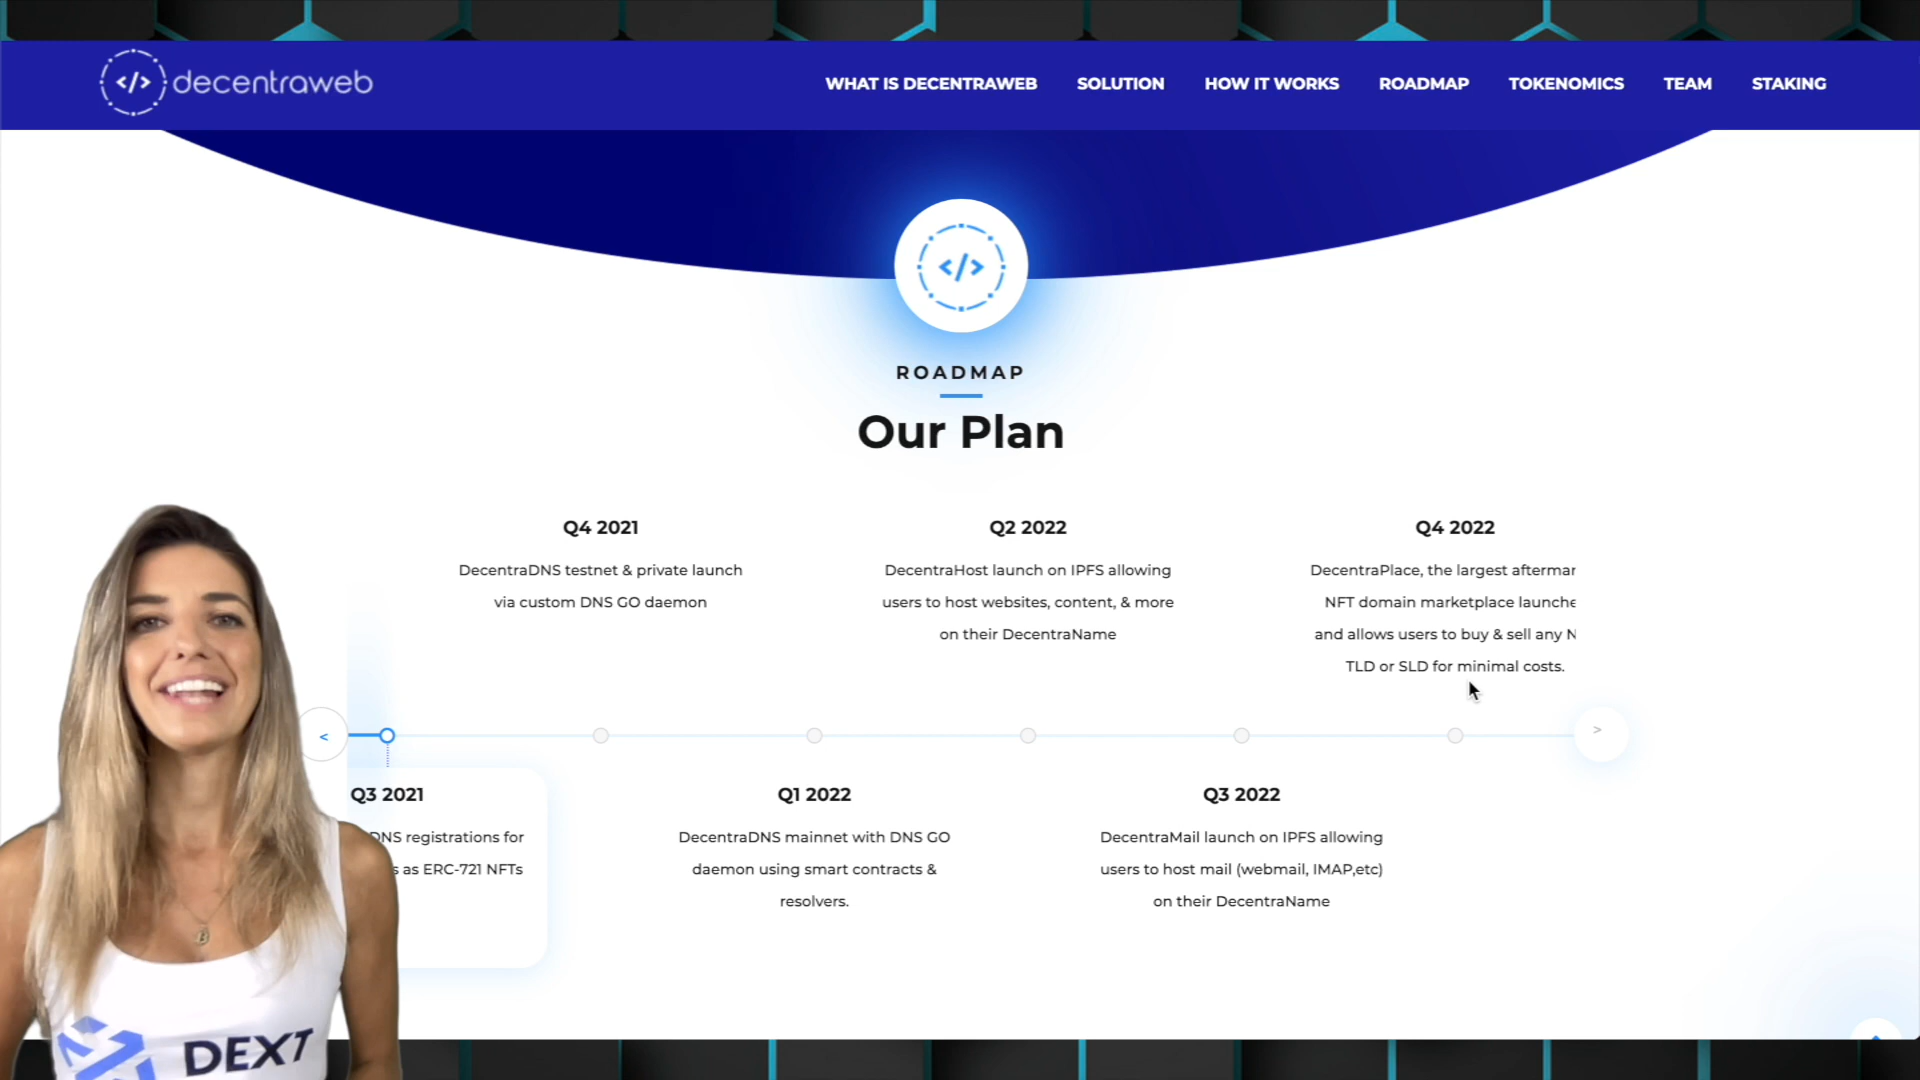 </> decentraweb
WHAT IS DECENTRAWEB SOLUTION HOW IT WORKS ROADMAP TOKENOMICS TEAM STAKING
</>
ROADMAP
Our Plan
Q4 2021
DecentraDNS testnet & private launch
via custom DNS GO daemon
Q2 2022
DecentraHost launch on IPFS allowing
users to host websites, content, & more
on their DecentraName
Q4 2022
DecentraPlace, the largest aftermar
NFT domain marketplace launche
and allows users to buy & sell any N
TLD or SLD for minimal costs.
<
>
Q3 2021
DNS registrations for
s as ERC-721 NFTs
Q1 2022
DecentraDNS mainnet with DNS GO
daemon using smart contracts &
resolvers.
Q3 2022
DecentraMail launch on IPFS allowing
users to host mail (webmail, IMAP,etc)
on their DecentraName
DEXT